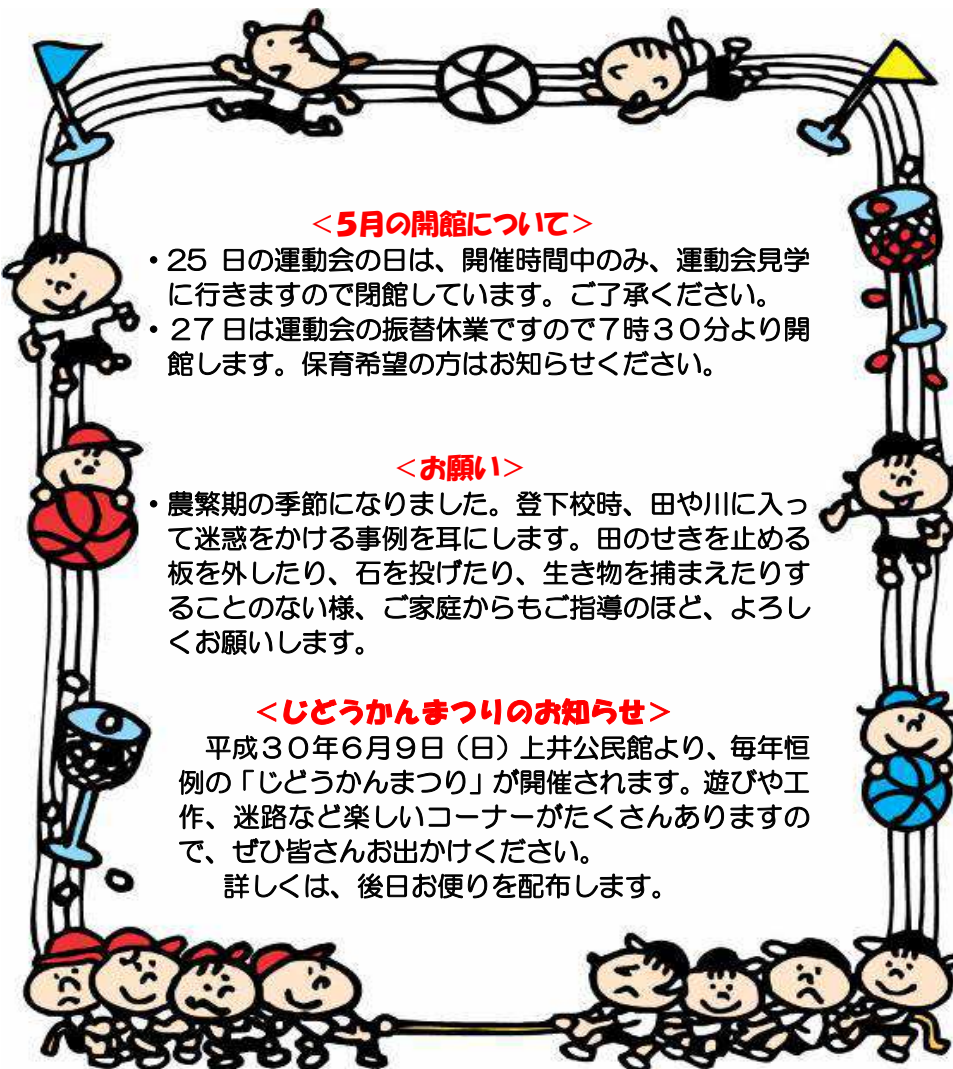 ＜５月の開館について＞
・25 日の運動会の日は、開催時間中のみ、運動会見学
に行きますので閉館しています。ご了承ください。
・27日は運動会の振替休業ですので７時３０分より開
館します。保育希望の方はお知らせください。
＜お願い＞
・農繁期の季節になりました。登下校時、田や川に入っ
て迷惑をかける事例を耳にします。田のせきを止める
板を外したり、石を投げたり、生き物を捕まえたりす
ることのない様、ご家庭からもご指導のほど、よろし
くお願いします。
＜じどうかんまつりのお知らせ＞
平成３０年６月９日（日）上井公民館より、毎年恒
例の「じどうかんまつり」が開催されます。遊びや工
作、迷路など楽しいコーナーがたくさんありますの
で、ぜひ皆さんお出かけください。
詳しくは、後日お便りを配布します。